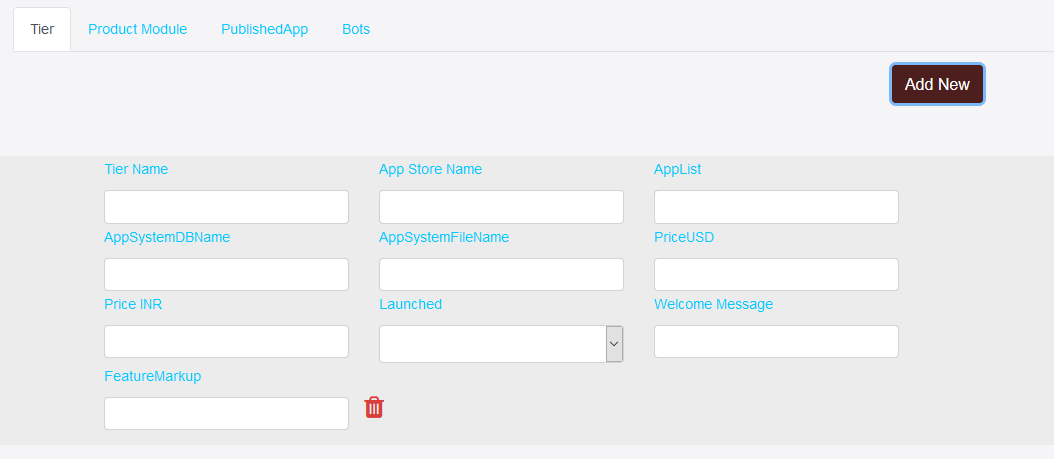 Tier Product Module PublishedApp Bots
Add New
Tier Name App Store Name AppList
AppSystemDBName AppSystemFileName PriceUSD
Price INR Launched Welcome Message
FeatureMarkup